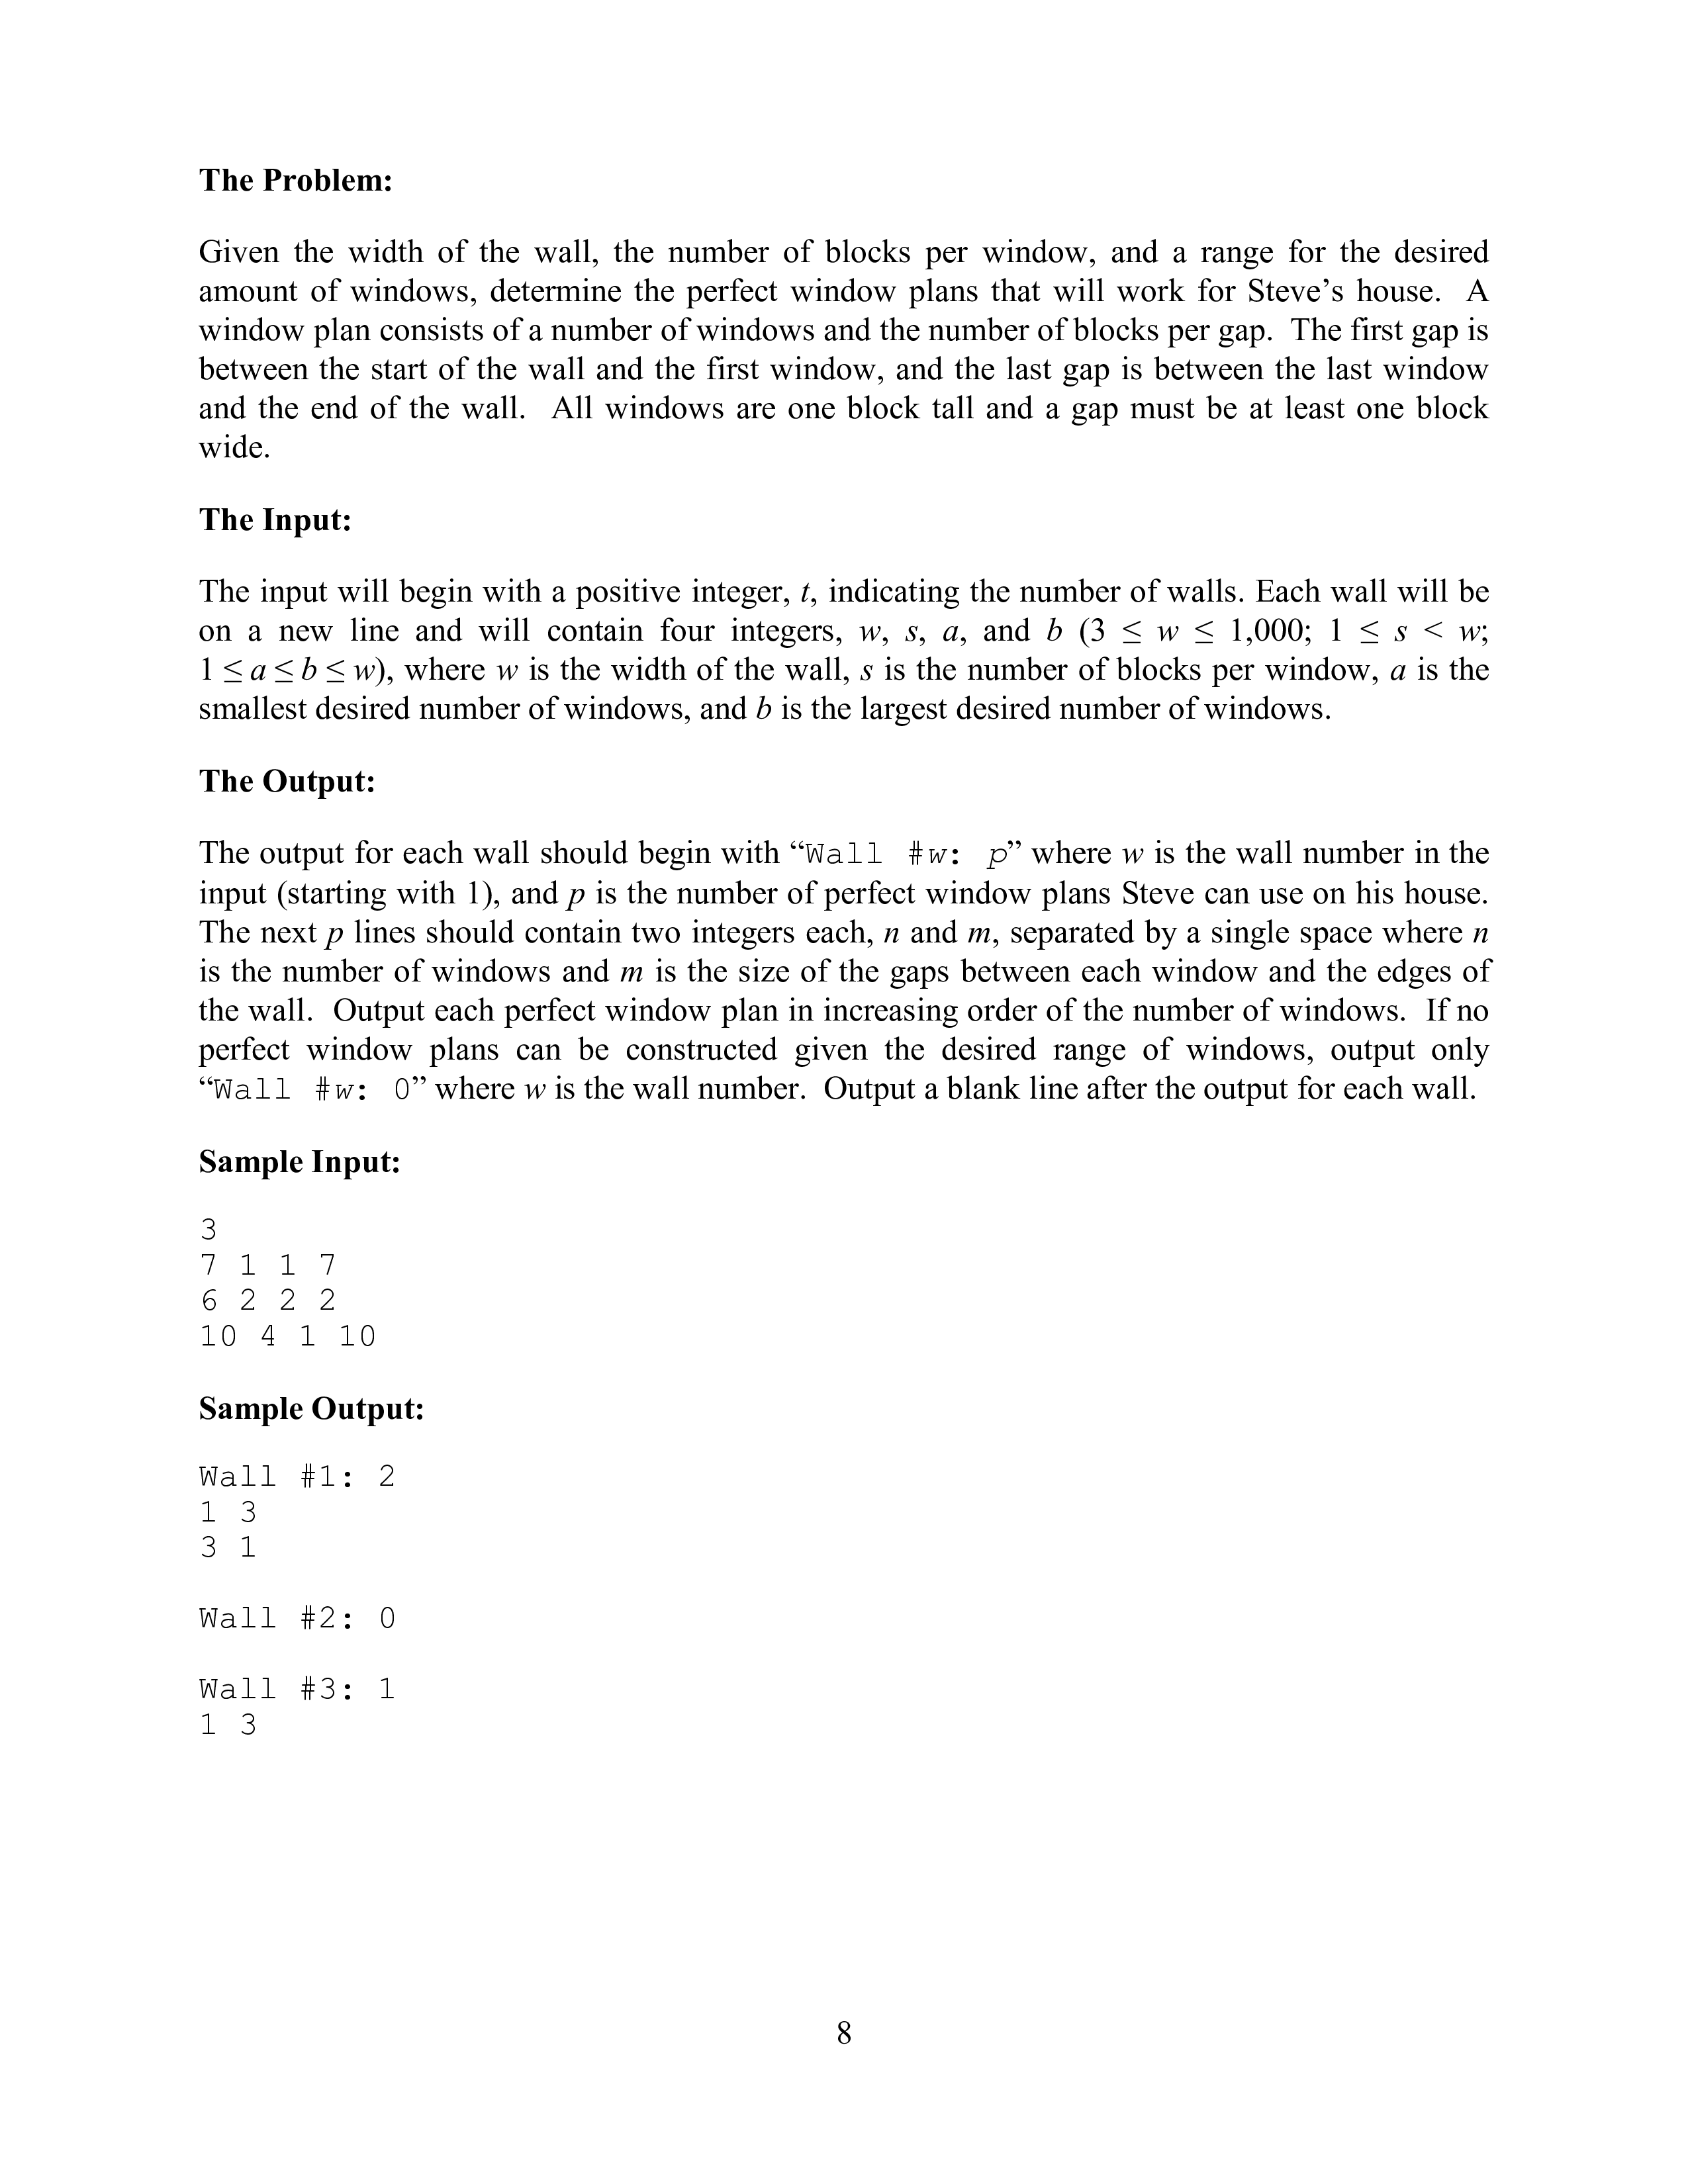 The Problem:
Given the width of the wall, the number of blocks per window, and a range for the desired
amount of windows, determine the perfect window plans that will work for Steve’s house.  A
window plan consists of a number of windows and the number of blocks per gap.  The first gap is
between the start of the wall and the first window, and the last gap is between the last window
and the end of the wall.  All windows are one block tall and a gap must be at least one block
wide.
The Input:
The input will begin with a positive integer, t, indicating the number of walls. Each wall will be
on a new line and will contain four integers, w, s, a, and b (3 ≤ w ≤ 1,000; 1 ≤ s < w;
1 ≤ a ≤ b ≤ w), where w is the width of the wall, s is the number of blocks per window, a is the
smallest desired number of windows, and b is the largest desired number of windows.
The Output:
The output for each wall should begin with “Wall #w: p” where w is the wall number in the
input (starting with 1), and p is the number of perfect window plans Steve can use on his house.
The next p lines should contain two integers each, n and m, separated by a single space where n
is the number of windows and m is the size of the gaps between each window and the edges of
the wall.  Output each perfect window plan in increasing order of the number of windows.  If no
perfect window plans can be constructed given the desired range of windows, output only
“Wall #w: 0” where w is the wall number.  Output a blank line after the output for each wall.
Sample Input:
3
7 1 1 7
6 2 2 2
10 4 1 10
Sample Output:
Wall #1: 2
1 3
3 1
Wall #2: 0
Wall #3: 1
1 3
8